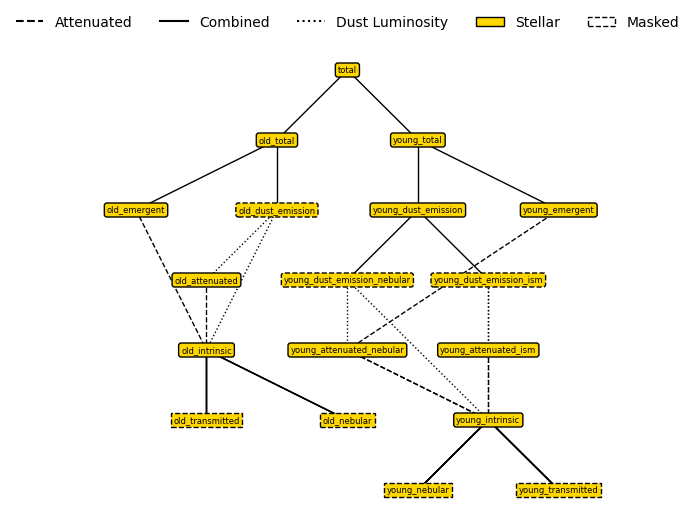 Attenuated Combined Dust Luminosity Stellar Masked
total
old_total young_total
old_emergent old_dust_emission young_dust_emission young_emergent
old_attenuated young_dust_emission_nebular young_dust_emission_ism
old_intrinsic young_attenuated_nebular young_attenuated_ism
old_transmitted old_nebular young_intrinsic
young_nebular young_transmitted